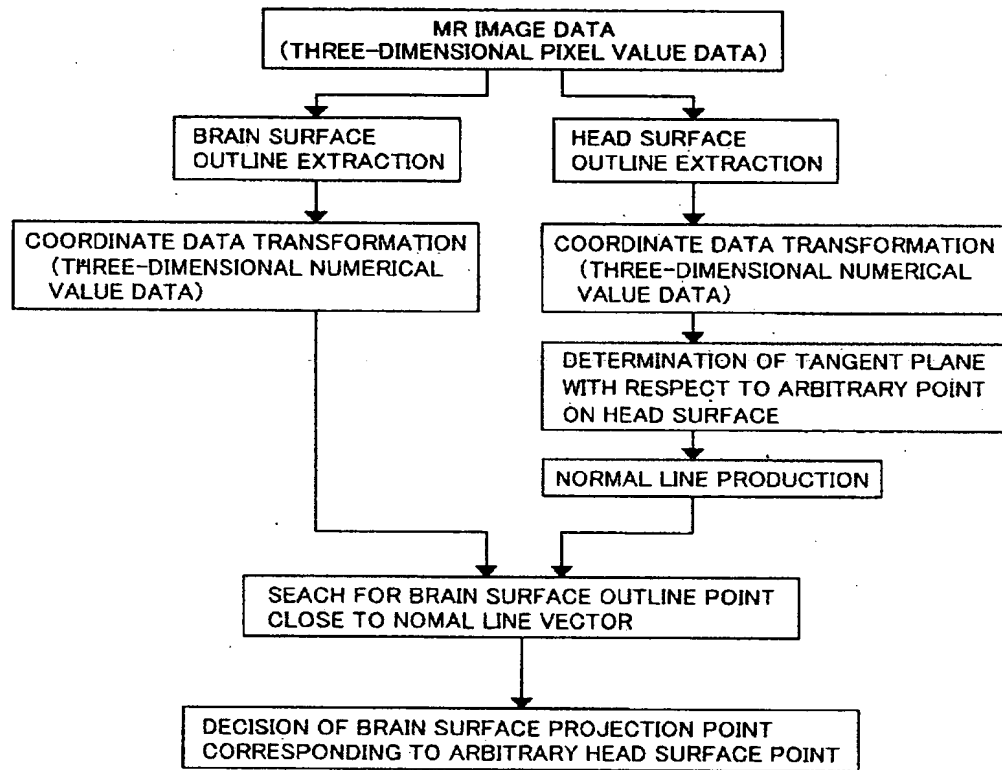 MR IMAGE DATA
(THREE-DIMENSIONAL PIXEL VALUE DATA)
BRAIN SURFACE
OUTLINE EXTRACTION
HEAD SURFACE
OUTLINE EXTRACTION
COORDINATE DATA TRANSFORMATION
(THREE-DIMENSIONAL NUMERICAL
VALUE DATA)
COORDINATE DATA TRANSFORMATION
(THREE-DIMENSIONAL NUMERICAL
VALUE DATA)
DETERMINATION OF TANGENT PLANE
WITH RESPECT TO ARBITRARY POINT
ON HEAD SURFACE
NORMAL LINE PRODUCTION
SEACH FOR BRAIN SURFACE OUTLINE POINT
CLOSE TO NOMAL LINE VECTOR
DECISION OF BRAIN SURFACE PROJECTION POINT
CORRESPONDING TO ARBITRARY HEAD SURFACE POINT